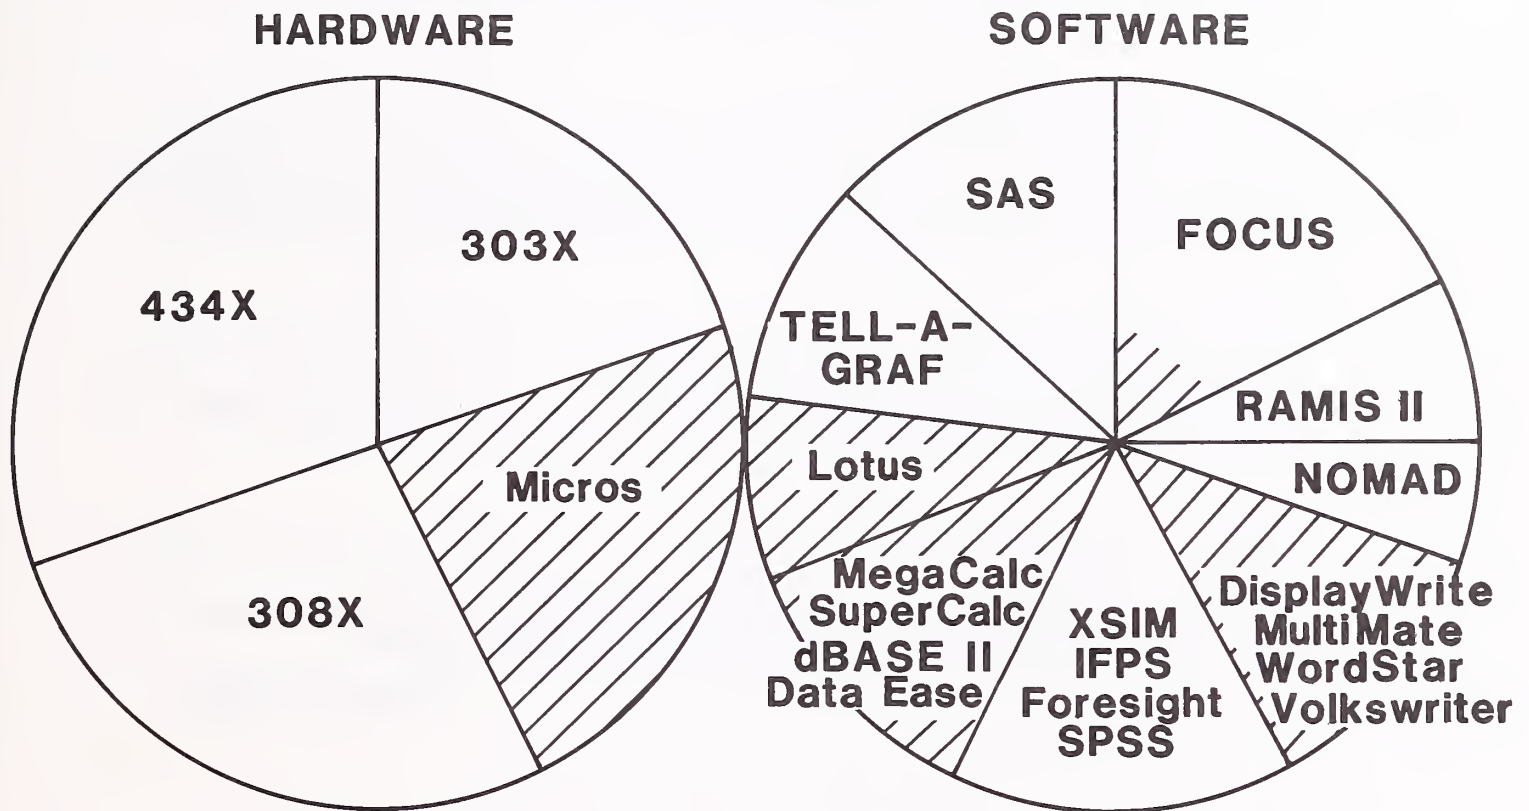 HARDWARE
303X
434X
Micros
308X
SOFTWARE
SAS
FOCUS
TELL-A-
GRAF
RAMIS II
Lotus
NOMAD
MegaCalc
SuperCalc
dBASE II
Data Ease
XSIM
IFPS
Foresight
SPSS
DisplayWrite
MultiMate
WordStar
Volkswriter